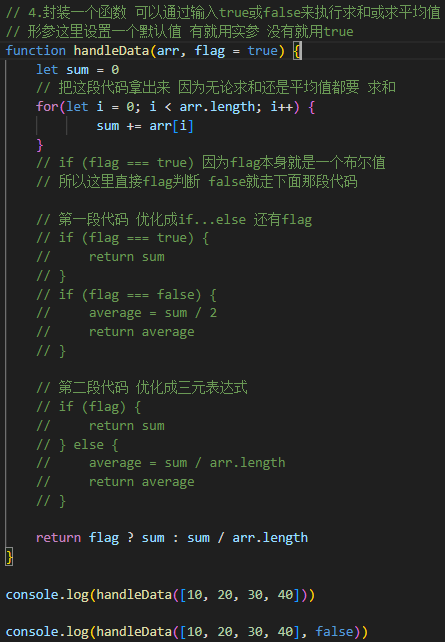 // 4.封装一个函数 可以通过输入true或false来执行求和或求平均值
// 形参这里设置一个默认值 有就用实参 没有就用true
function handleData(arr, flag = true) {
    let sum = 0
    // 把这段代码拿出来 因为无论求和还是平均值都要 求和
    for(let i = 0; i < arr.length; i++) {
            sum += arr[i]
    }
    // if (flag === true) 因为flag本身就是一个布尔值
    // 所以这里直接flag判断 false就走下面那段代码

    // 第一段代码 优化成if...else 还有flag
    // if (flag === true) {
    //     return sum
    // }
    // if (flag === false) {
    //     average = sum / 2
    //     return average
    // }

    // 第二段代码 优化成三元表达式
    // if (flag) {
    //     return sum
    // } else {
    //     average = sum / arr.length
    //     return average
    // }

    return flag ? sum : sum / arr.length
}

console.log(handleData([10, 20, 30, 40]))

console.log(handleData([10, 20, 30, 40], false))